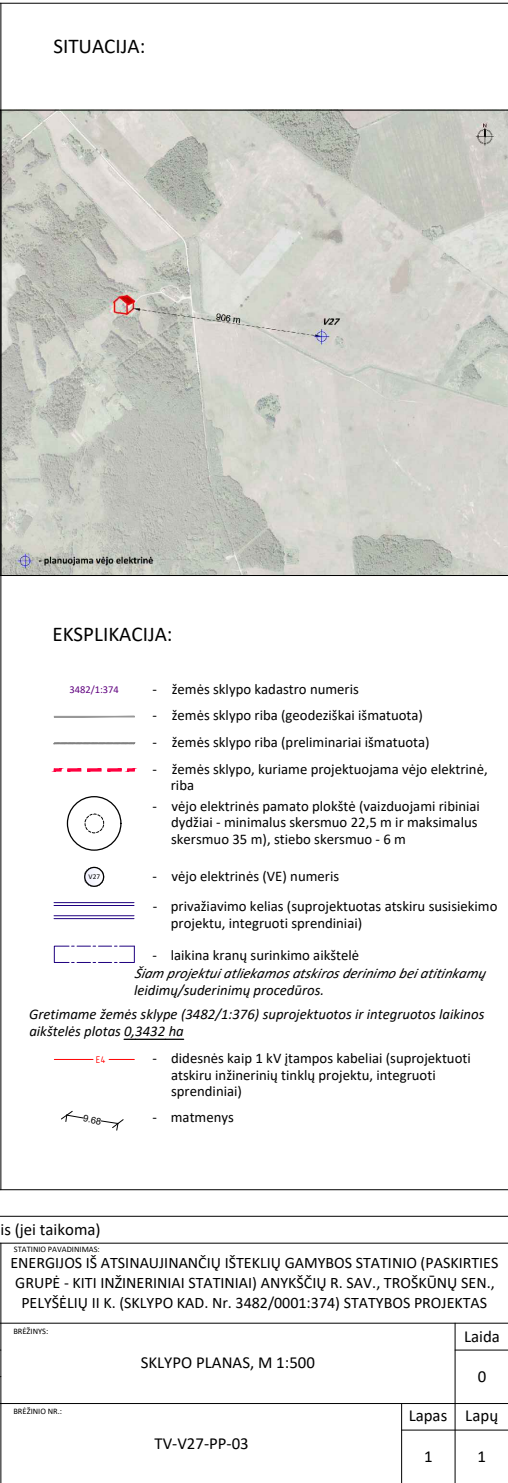 SITUACIJA:
N
906 m
V27
- planuojama vėjo elektrinė
EKSPLIKACIJA:
3482/1:374 - žemės sklypo kadastro numeris
- žemės sklypo riba (geodeziškai išmatuota)
- žemės sklypo riba (preliminariai išmatuota)
- žemės sklypo, kuriame projektuojama vėjo elektrinė,
riba
- vėjo elektrinės pamato plokštė (vaizduojami ribiniai
dydžiai - minimalus skersmuo 22,5 m ir maksimalus
skersmuo 35 m), stiebo skersmuo - 6 m
V27 - vėjo elektrinės (VE) numeris
- privažiavimo kelias (suprojektuotas atskiru susisiekimo
projektu, integruoti sprendiniai)
- laikina kranų surinkimo aikštelė
Šiam projektui atliekamos atskiros derinimo bei atitinkamų
leidimų/suderinimų procedūros.
Gretimame žemės sklype (3482/1:376) suprojektuotos ir integruotos laikinos
aikštelės plotas 0,3432 ha
E4 - didesnės kaip 1 kV įtampos kabeliai (suprojektuoti
atskiru inžinerinių tinklų projektu, integruoti
sprendiniai)
9.68 - matmenys
is (jei taikoma)
STATINIO PAVADINIMAS:
ENERGIJOS IŠ ATSINAUJINANČIŲ IŠTEKLIŲ GAMYBOS STATINIO (PASKIRTIES
GRUPĖ - KITI INŽINERINIAI STATINIAI) ANYKŠČIŲ R. SAV., TROŠKŪNŲ SEN.,
PELYŠĖLIŲ II K. (SKLYPO KAD. Nr. 3482/0001:374) STATYBOS PROJEKTAS
BRĖŽINYS:
SKLYPO PLANAS, M 1:500
Laida
0
BRĖŽINIO NR.:
TV-V27-PP-03
Lapas Lapų
1 1